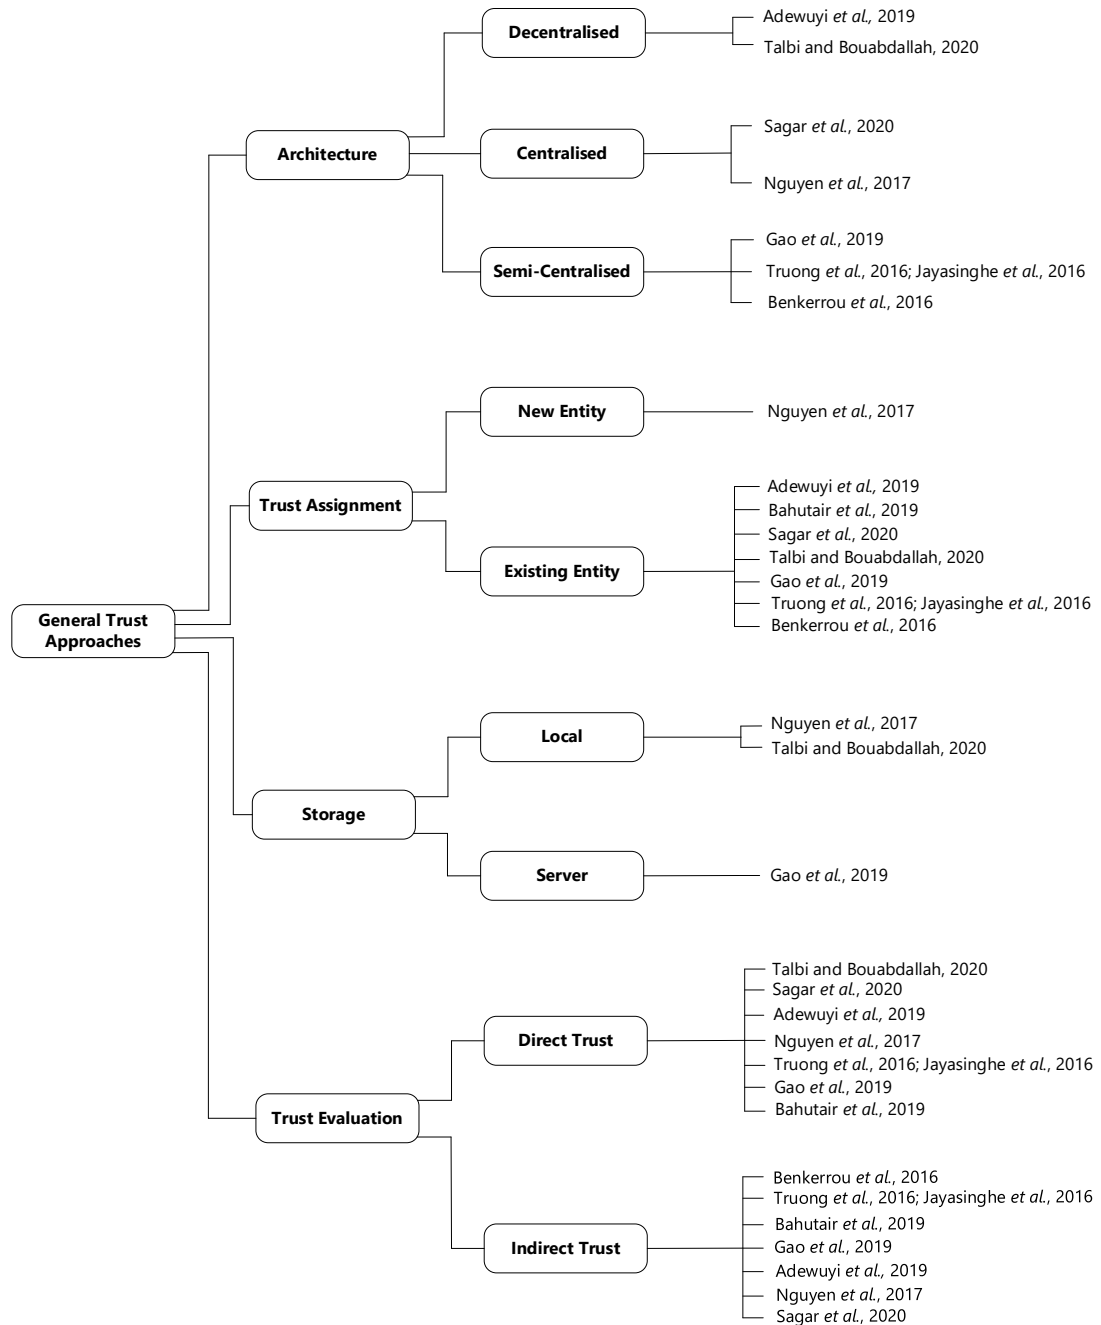 Decentralised
Adewuyi et al., 2019
Talbi and Bouabdallah, 2020
Architecture
Centralised
Sagar et al., 2020
Nguyen et al., 2017
Semi-Centralised
Gao et al., 2019
Truong et al., 2016; Jayasinghe et al., 2016
Benkerrou et al., 2016
New Entity
Nguyen et al., 2017
Trust Assignment
Existing Entity
Adewuyi et al., 2019
Bahutair et al., 2019
Sagar et al., 2020
Talbi and Bouabdallah, 2020
Gao et al., 2019
Truong et al., 2016; Jayasinghe et al., 2016
Benkerrou et al., 2016
General Trust
Approaches
Local
Nguyen et al., 2017
Talbi and Bouabdallah, 2020
Storage
Server
Gao et al., 2019
Direct Trust
Talbi and Bouabdallah, 2020
Sagar et al., 2020
Adewuyi et al., 2019
Nguyen et al., 2017
Truong et al., 2016; Jayasinghe et al., 2016
Gao et al., 2019
Bahutair et al., 2019
Trust Evaluation
Indirect Trust
Benkerrou et al., 2016
Truong et al., 2016; Jayasinghe et al., 2016
Bahutair et al., 2019
Gao et al., 2019
Adewuyi et al., 2019
Nguyen et al., 2017
Sagar et al., 2020